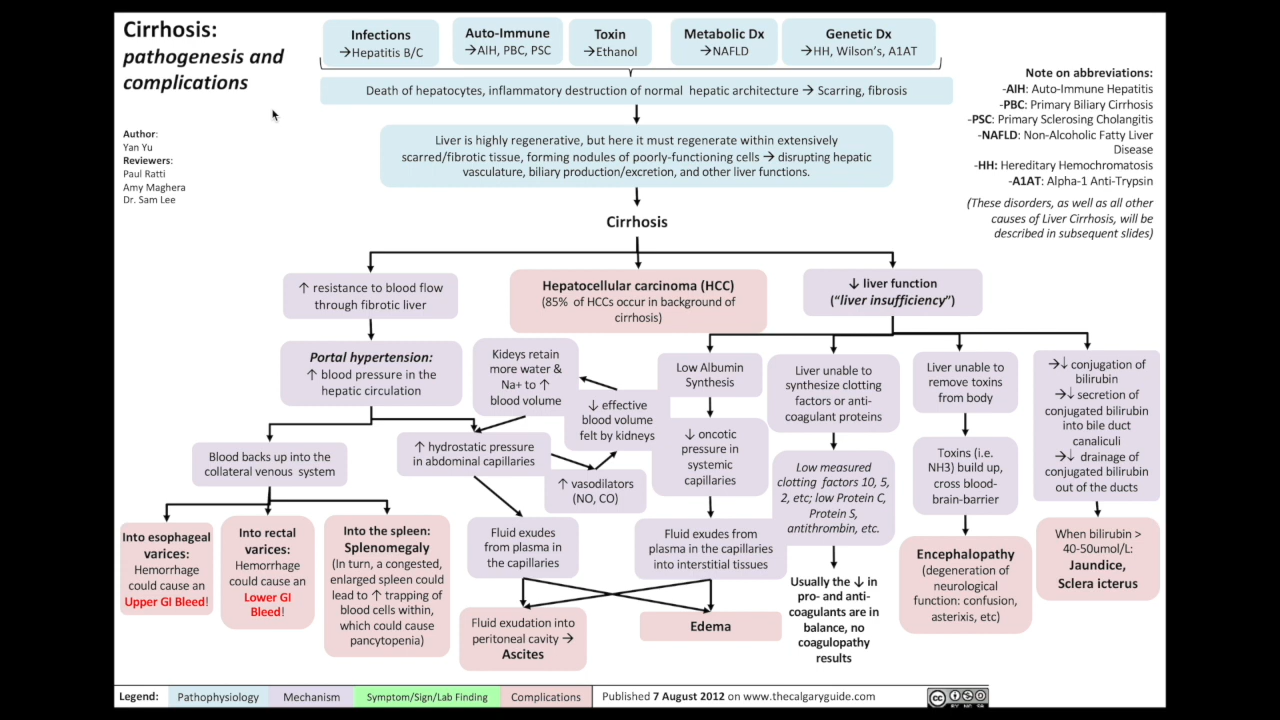 Cirrhosis:
pathogenesis and
complications
Author:
Yan Yu
Reviewers:
Paul Ratti
Amy Maghera
Dr. Sam Lee
Infections
→Hepatitis B/C
Auto-Immune
→AIH, PBC, PSC
Toxin
→Ethanol
Metabolic Dx
→NAFLD
Genetic Dx
→HH, Wilson's, A1AT
Note on abbreviations:
-AIH: Auto-Immune Hepatitis
-PBC: Primary Biliary Cirrhosis
-PSC: Primary Sclerosing Cholangitis
-NAFLD: Non-Alcoholic Fatty Liver
Disease
-HH: Hereditary Hemochromatosis
-A1AT: Alpha-1 Anti-Trypsin
(These disorders, as well as all other
causes of Liver Cirrhosis, will be
described in subsequent slides)
Death of hepatocytes, inflammatory destruction of normal hepatic architecture → Scarring, fibrosis
Liver is highly regenerative, but here it must regenerate within extensively
scarred/fibrotic tissue, forming nodules of poorly-functioning cells → disrupting hepatic
vasculature, biliary production/excretion, and other liver functions.
Cirrhosis
↑ resistance to blood flow
through fibrotic liver
Hepatocellular carcinoma (HCC)
(85% of HCCs occur in background of
cirrhosis)
↓ liver function
("liver insufficiency")
Portal hypertension:
↑ blood pressure in the
hepatic circulation
Kideys retain
more water &
Na+ to ↑
blood volume
↓ effective
blood volume
felt by kidneys
Low Albumin
Synthesis
Liver unable to
synthesize clotting
factors or anti-
coagulant proteins
Liver unable to
remove toxins
from body
→↓ conjugation of
bilirubin
→↓ secretion of
conjugated bilirubin
into bile duct
canaliculi
→↓ drainage of
conjugated bilirubin
out of the ducts
Blood backs up into the
collateral venous system
↑ hydrostatic pressure
in abdominal capillaries
↑ vasodilators
(NO, CO)
↓ oncotic
pressure in
systemic
capillaries
Low measured
clotting factors 10, 5,
2, etc; low Protein C,
Protein S,
antithrombin, etc.
Toxins (i.e.
NH3) build up,
cross blood-
brain-barrier
Into esophageal
varices:
Hemorrhage
could cause an
Upper GI Bleed!
Into rectal
varices:
Hemorrhage
could cause an
Lower GI
Bleed!
Into the spleen:
Splenomegaly
(In turn, a congested,
enlarged spleen could
lead to ↑ trapping of
blood cells within,
which could cause
pancytopenia)
Fluid exudes
from plasma in
the capillaries
Fluid exudes from
plasma in the capillaries
into interstitial tissues
Fluid exudation into
peritoneal cavity →
Ascites
Edema
Usually the ↓ in
pro- and anti-
coagulants are in
balance, no
coagulopathy
results
Encephalopathy
(degeneration of
neurological
function: confusion,
asterixis, etc)
When bilirubin >
40-50umol/L:
Jaundice,
Sclera icterus
Legend: Pathophysiology Mechanism Symptom/Sign/Lab Finding Complications Published 7 August 2012 on www.thecalgaryguide.com